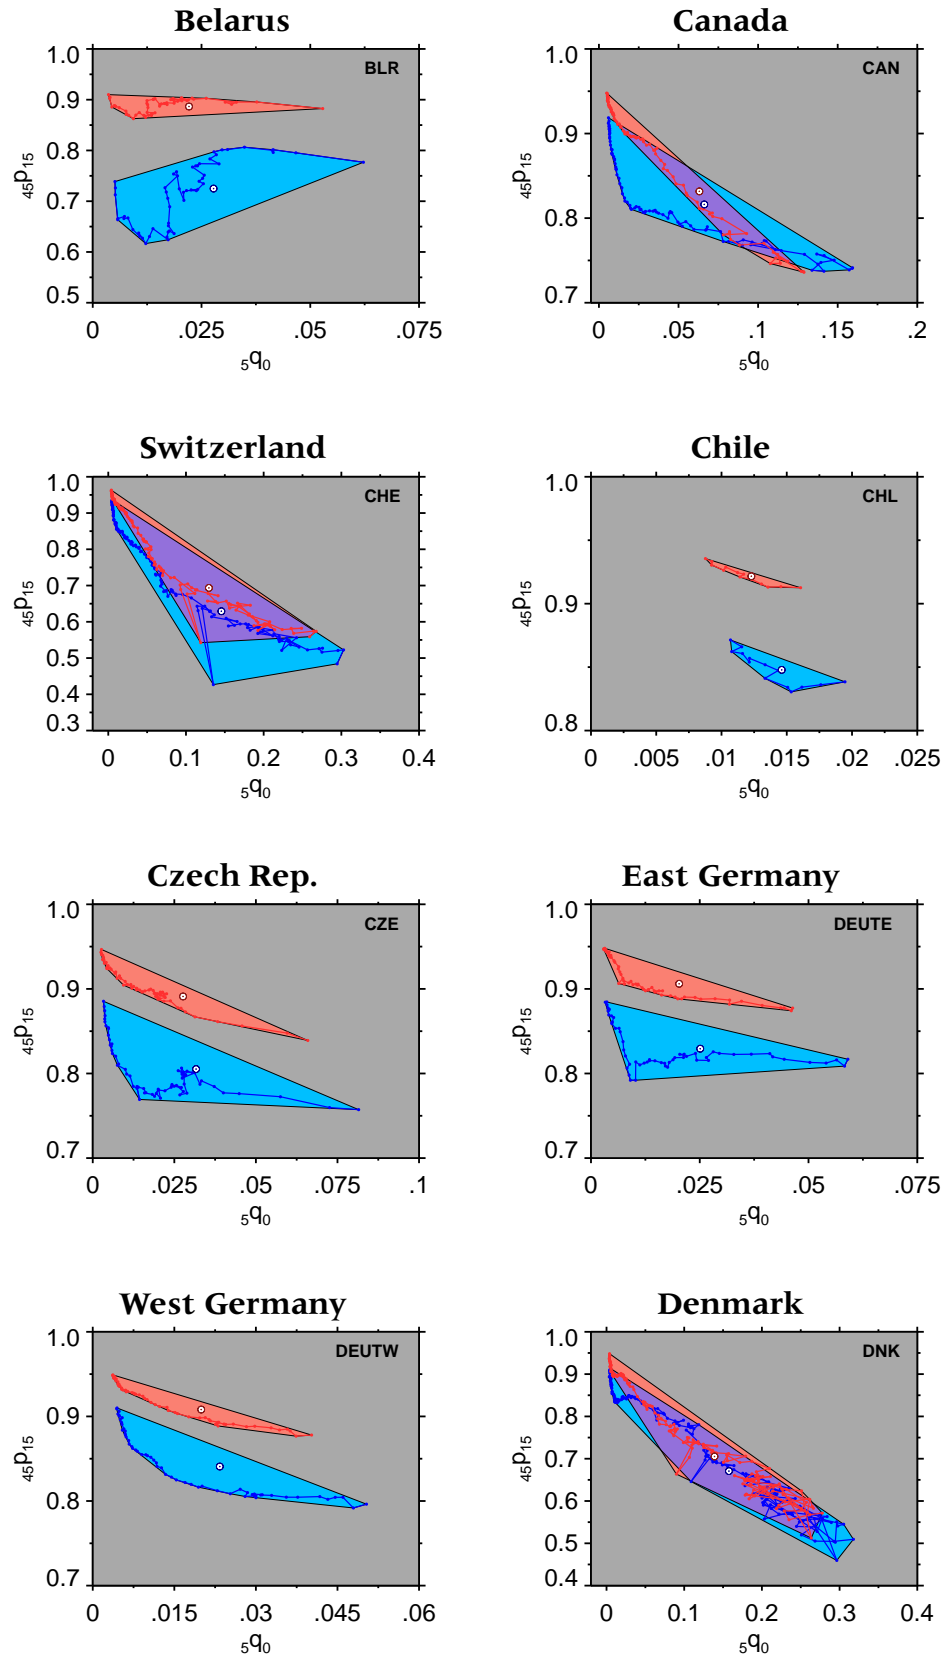 Belarus
1.0
0.9
0.8
0.7
0.6
0.5
45p15
BLR
0 .025 .05 .075
5q0
Canada
1.0
0.9
0.8
0.7
45p15
CAN
0 .05 .1 .15 .2
5q0
Switzerland
1.0
0.9
0.8
0.7
0.6
0.5
0.4
0.3
45p15
CHE
0 0.1 0.2 0.3 0.4
5q0
Chile
1.0
0.9
0.8
45p15
CHL
0 .005 .01 .015 .02 .025
5q0
Czech Rep.
1.0
0.9
0.8
0.7
45p15
CZE
0 .025 .05 .075 .1
5q0
East Germany
1.0
0.9
0.8
0.7
45p15
DEUTE
0 .025 .05 .075
5q0
West Germany
1.0
0.9
0.8
0.7
45p15
DEUTW
0 .015 .03 .045 .06
5q0
Denmark
1.0
0.9
0.8
0.7
0.6
0.5
0.4
45p15
DNK
0 0.1 0.2 0.3 0.4
5q0